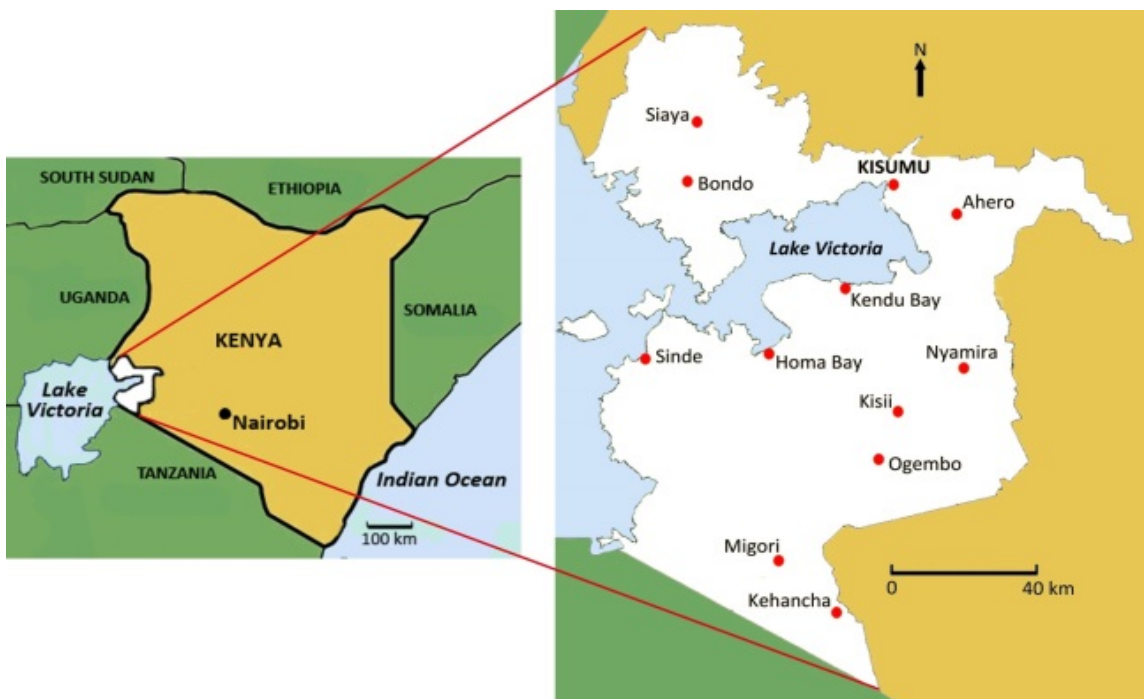 SOUTH SUDAN
ETHIOPIA
UGANDA
SOMALIA
KENYA
Lake
Victoria
Nairobi
TANZANIA
Indian Ocean
100 km
N
Siaya
KISUMU
Bondo
Ahero
Lake Victoria
Kendu Bay
Sinde
Homa Bay
Nyamira
Kisii
Ogembo
Migori
Kehancha
0 40 km